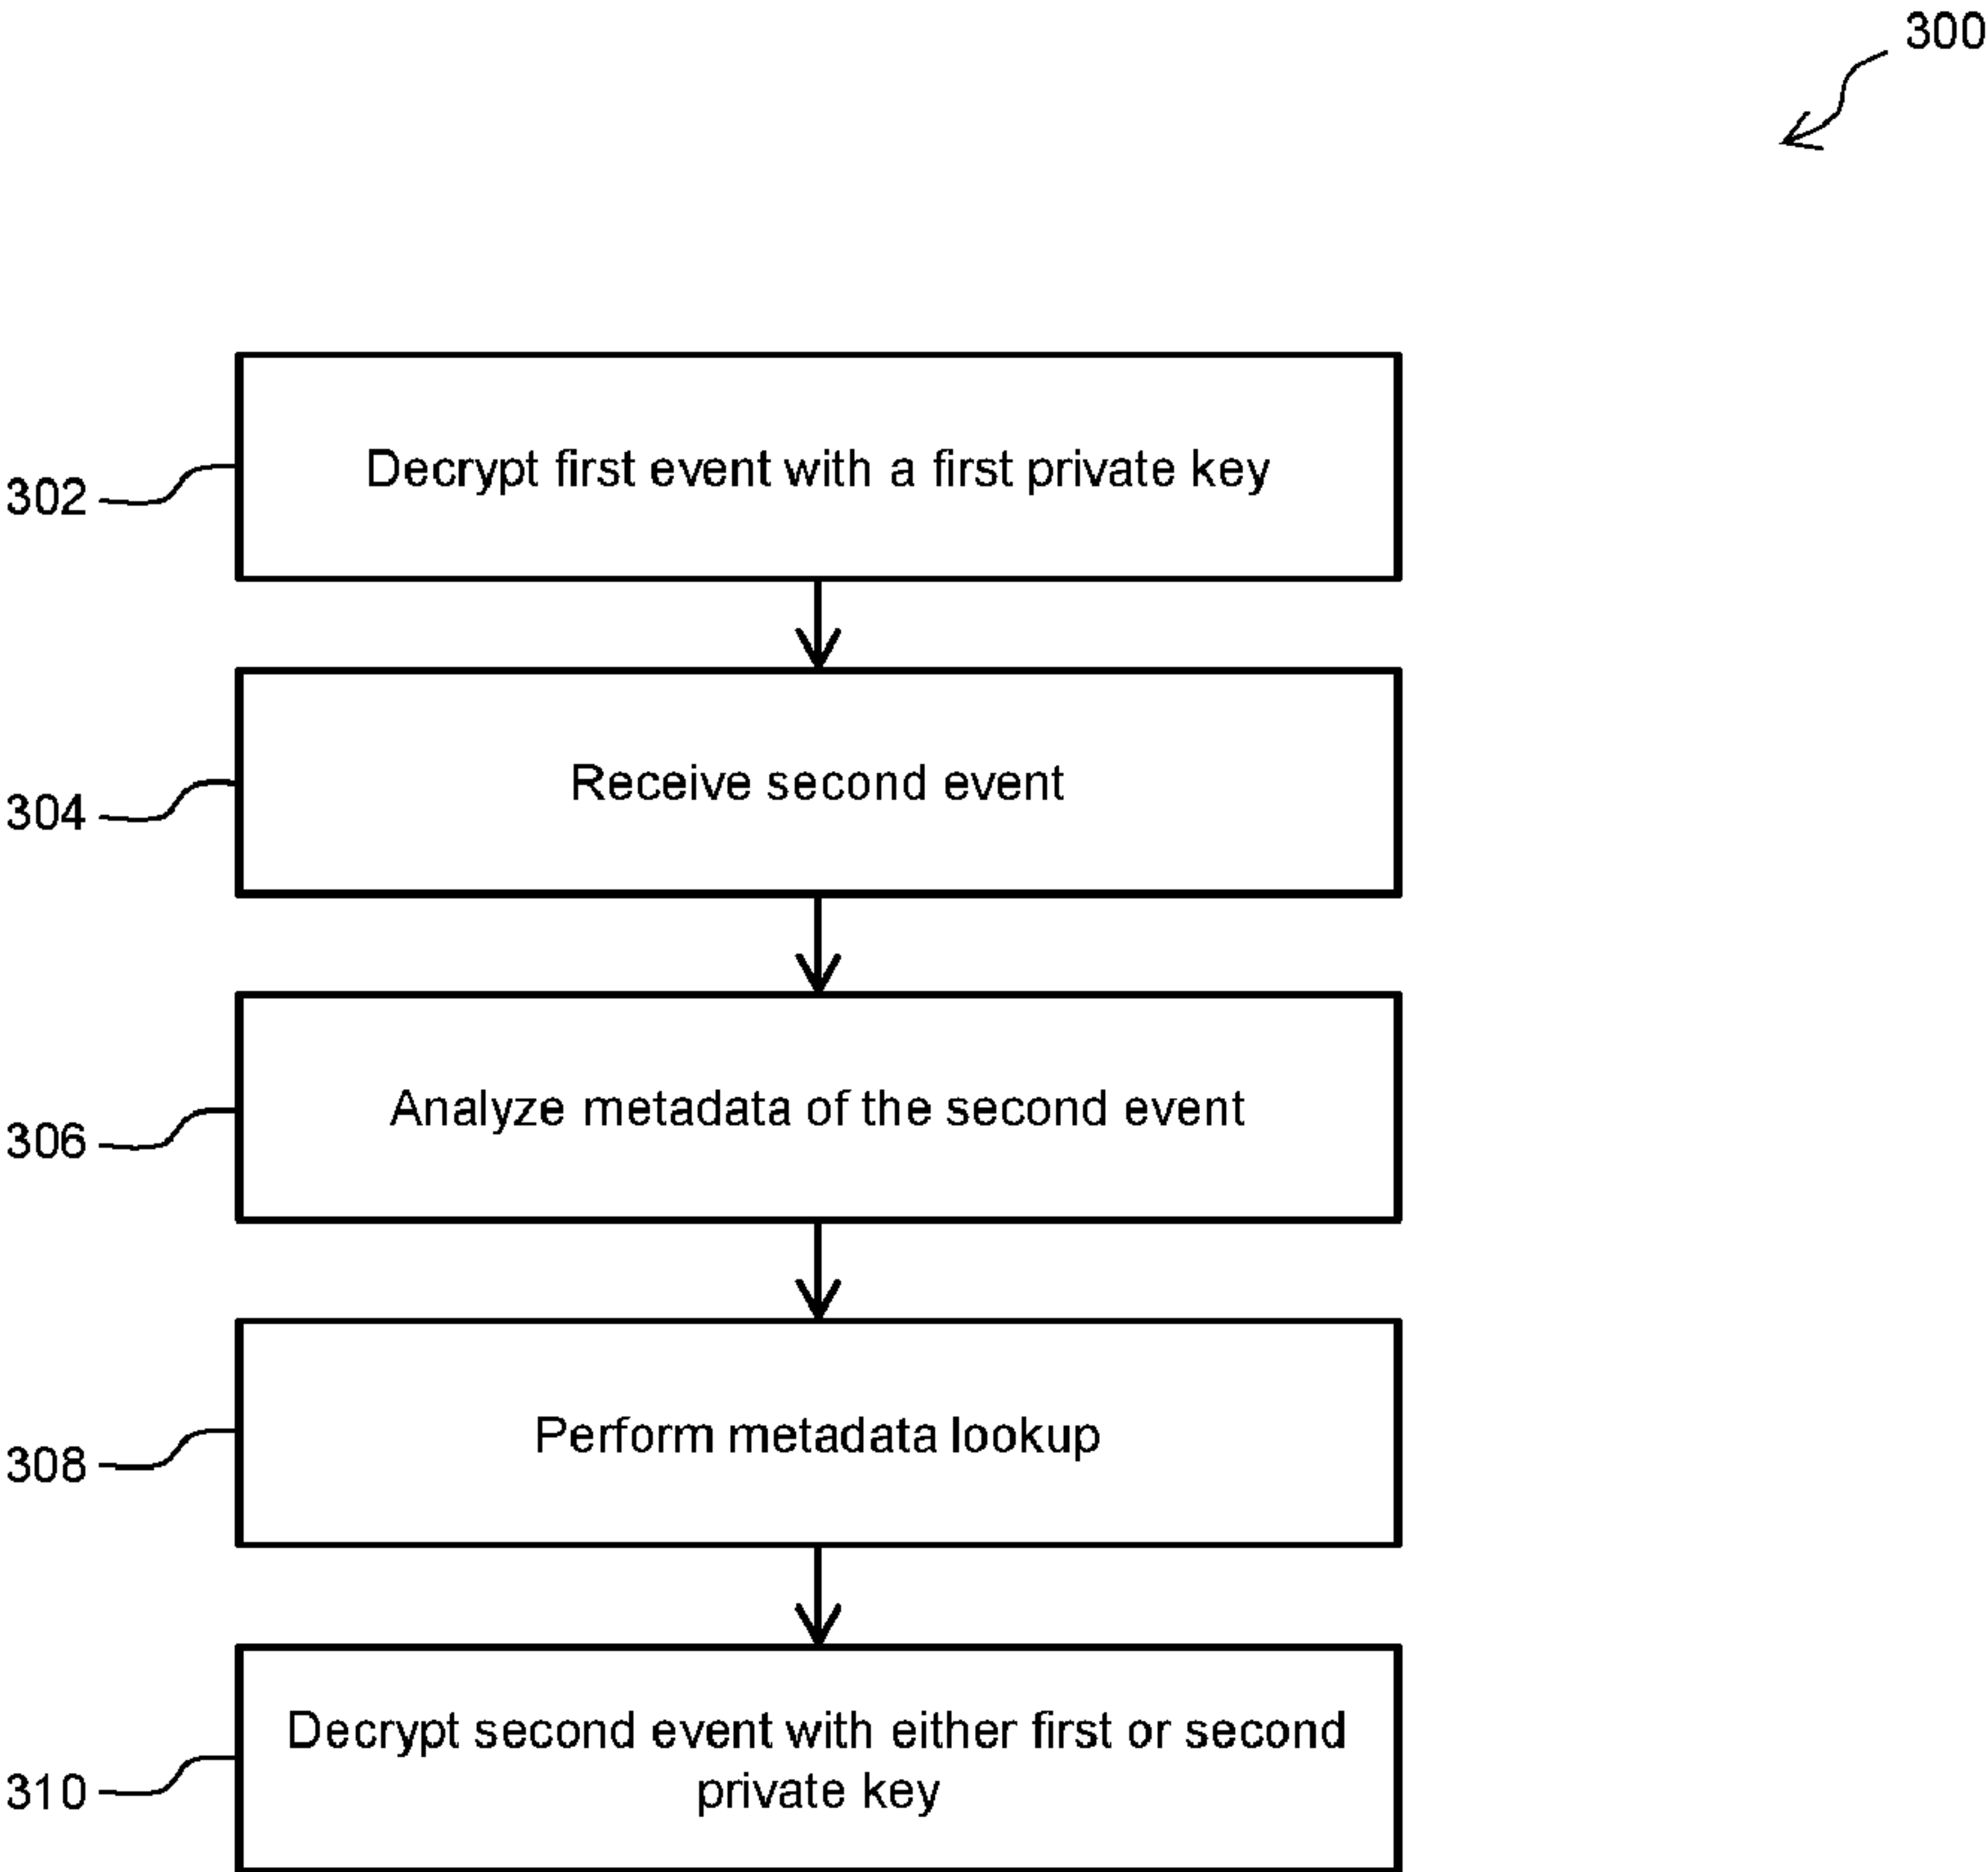 300
302
Decrypt first event with a first private key
304
Receive second event
306
Analyze metadata of the second event
308
Perform metadata lookup
310
Decrypt second event with either first or second
private key